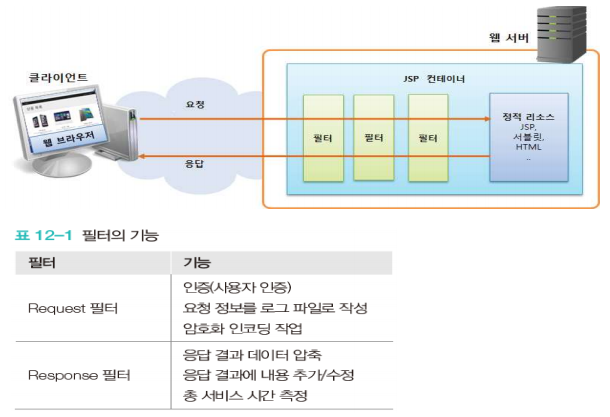 웹 서버
클라이언트
JSP 컨테이너
요청
정적 리소스
JSP,
서블릿,
HTML
..
필터
필터
필터
웹 브라우저
응답
표 12-1 필터의 기능
필터 기능
Request 필터
인증(사용자 인증)
요청 정보를 로그 파일로 작성
암호화 인코딩 작업
Response 필터
응답 결과 데이터 압축
응답 결과에 내용 추가/수정
총 서비스 시간 측정